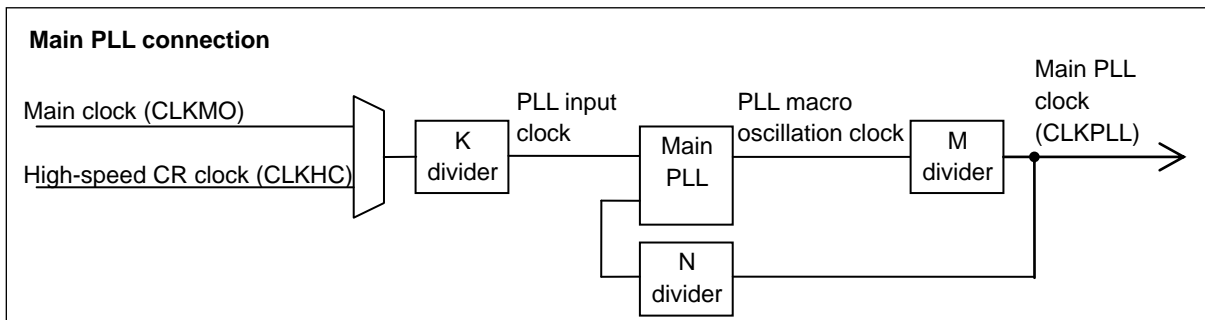 Main PLL connection
Main clock (CLKMO)
High-speed CR clock (CLKHC)
K
divider
PLL input
clock
Main
PLL
PLL macro
oscillation clock
M
divider
Main PLL
clock
(CLKPLL)
N
divider